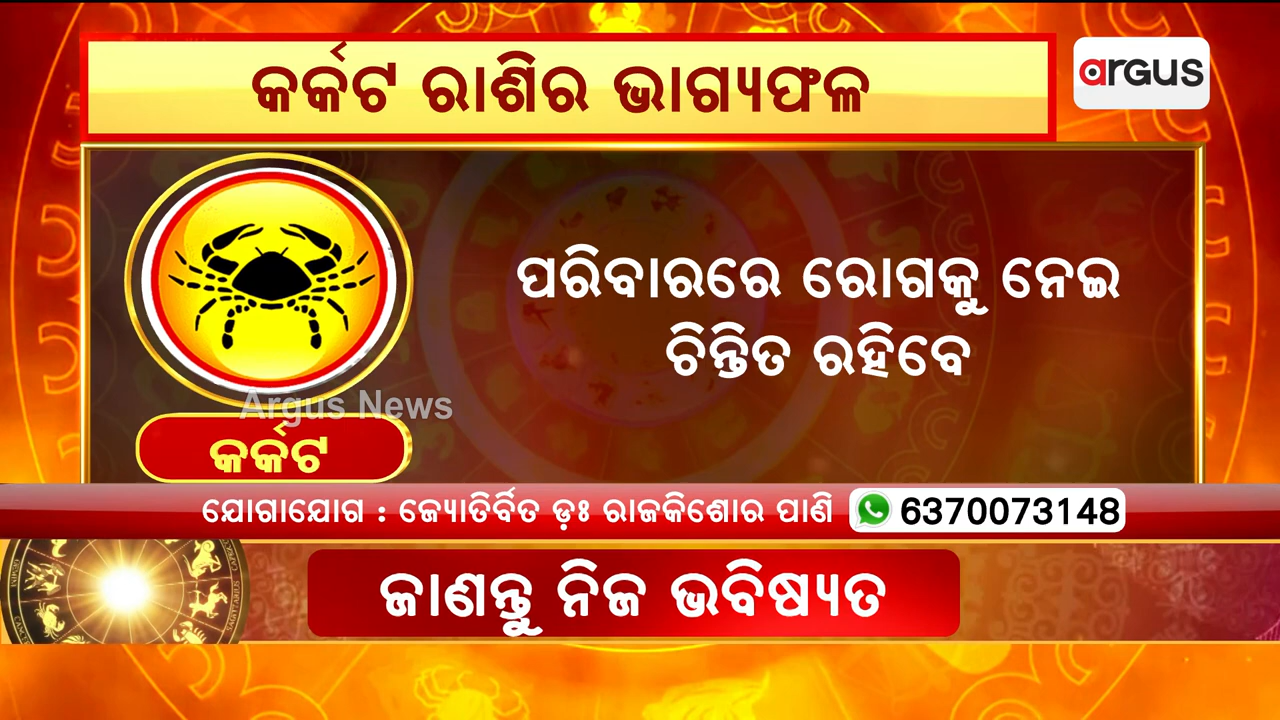 କର୍କଟ ରାଶିର ଭାଗ୍ୟଫଳ
argus
ପରିବାରରେ ରୋଗକୁ ନେଇ
ଚିନ୍ତିତ ରହିବେ
Argus News
କର୍କଟ
ଯୋଗାଯୋଗ : ଜ୍ୟୋତିର୍ବିତ ଡ଼ଃ ରାଜକିଶୋର ପାଣି 6370073148
ଜାଣନ୍ତୁ ନିଜ ଭବିଷ୍ୟତ